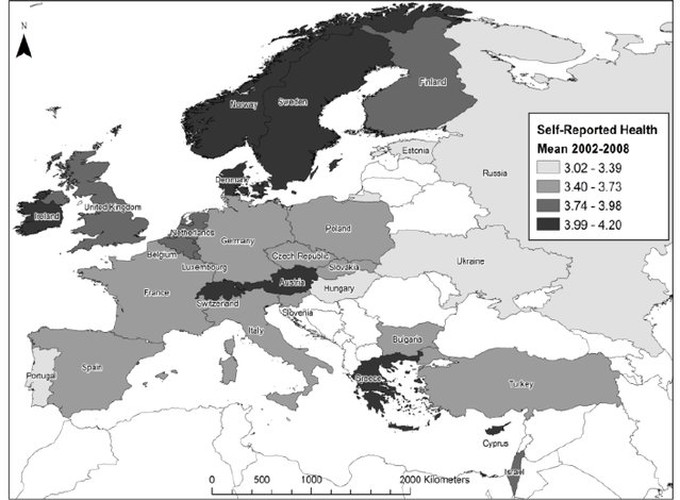 N
Norway
Sweden
Finland
Self-Reported Health
Mean 2002-2008
3.02 - 3.39
3.40 - 3.73
3.74 - 3.98
3.99 - 4.20
Estonia
Russia
Denmark
Ireland
United Kingdom
Netherlands
Poland
Germany
Belgium
Czech Republic
Ukraine
Luxembourg
Slovakia
France
Austria
Hungary
Switzerland
Slovenia
Italy
Bulgaria
Portugal
Spain
Greece
Turkey
Cyprus
Israel
0 500 1000 2000 Kilometers